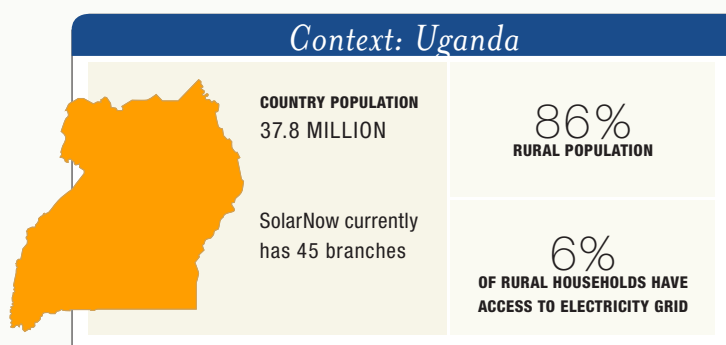 Context: Uganda
COUNTRY POPULATION
37.8 MILLION
SolarNow currently
has 45 branches
86%
RURAL POPULATION
6%
OF RURAL HOUSEHOLDS HAVE
ACCESS TO ELECTRICITY GRID